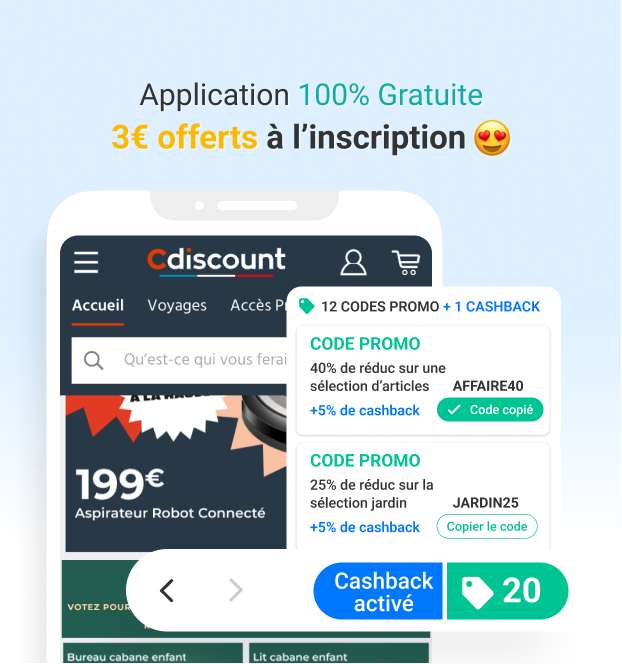 Application 100% Gratuite
3€ offerts à l’inscription
Cdiscount
Accueil Voyages Accès
Qu’est-ce qui vous
199€
Aspirateur Robot Connecté
VOTEZ POUR
Bureau cabane enfant
Lit cabane enfant
12 CODES PROMO + 1 CASHBACK
CODE PROMO
40% de réduc sur une
sélection d’articles
AFFAIRE40
+5% de cashback
Code copié
CODE PROMO
25% de réduc sur la
sélection jardin
JARDIN25
+5% de cashback
Copier le code
Cashback
activé
20